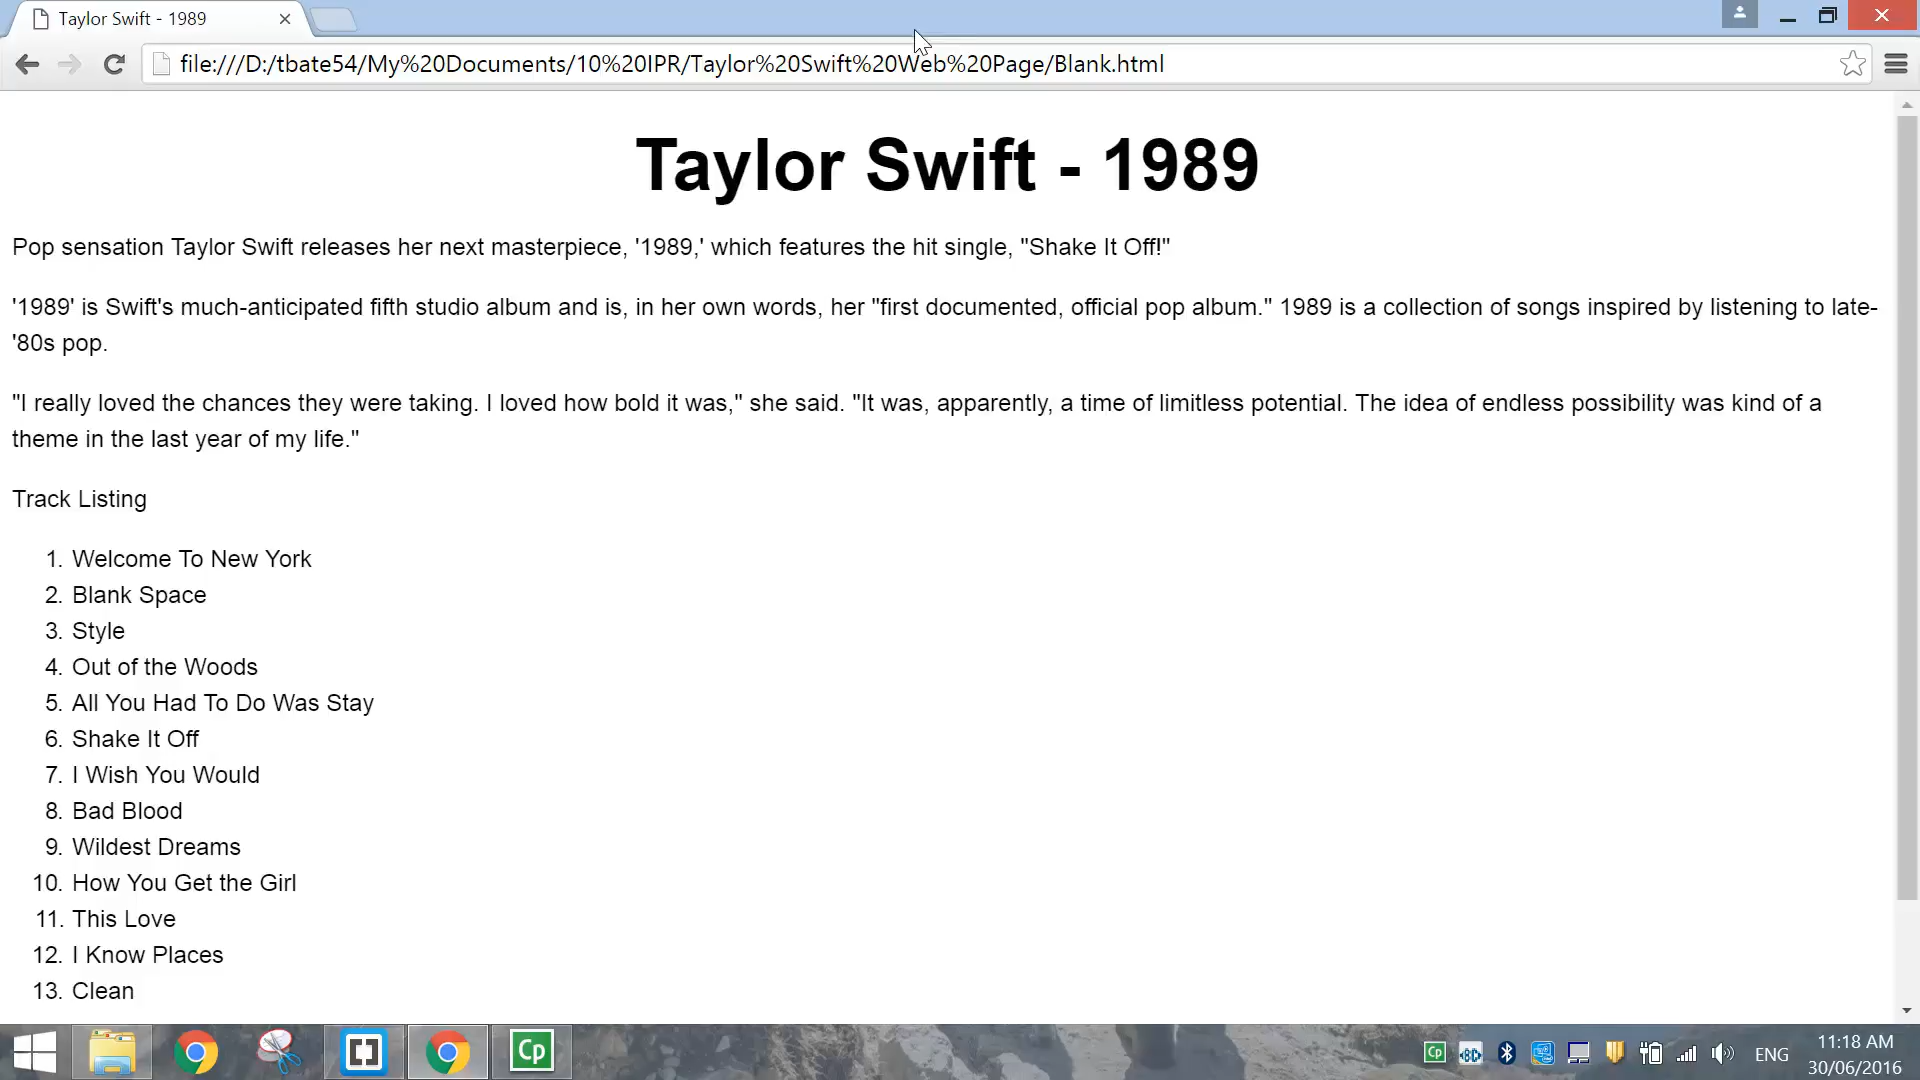 Taylor Swift - 1989
file:///D:/tbate54/My%20Documents/10%20IPR/Taylor%20Swift%20Web%20Page/Blank.html
Taylor Swift - 1989
Pop sensation Taylor Swift releases her next masterpiece, '1989,' which features the hit single, "Shake It Off!"
'1989' is Swift's much-anticipated fifth studio album and is, in her own words, her "first documented, official pop album." 1989 is a collection of songs inspired by listening to late-
'80s pop.
"I really loved the chances they were taking. I loved how bold it was," she said. "It was, apparently, a time of limitless potential. The idea of endless possibility was kind of a
theme in the last year of my life."
Track Listing
1. Welcome To New York
2. Blank Space
3. Style
4. Out of the Woods
5. All You Had To Do Was Stay
6. Shake It Off
7. I Wish You Would
8. Bad Blood
9. Wildest Dreams
10. How You Get the Girl
11. This Love
12. I Know Places
13. Clean
Cp
Cp
ENG
11:18 AM
30/06/2016